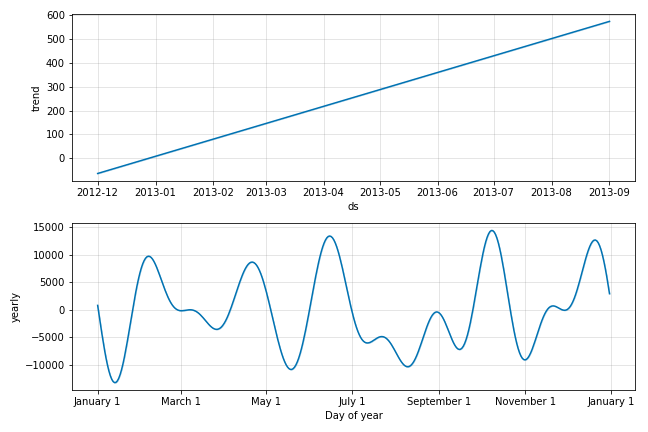 600
500
400
300
200
100
0
trend
2012-12 2013-01 2013-02 2013-03 2013-04 2013-05 2013-06 2013-07 2013-08 2013-09
ds
15000
10000
5000
0
−5000
−10000
yearly
January 1 March 1 May 1 July 1 September 1 November 1 January 1
Day of year